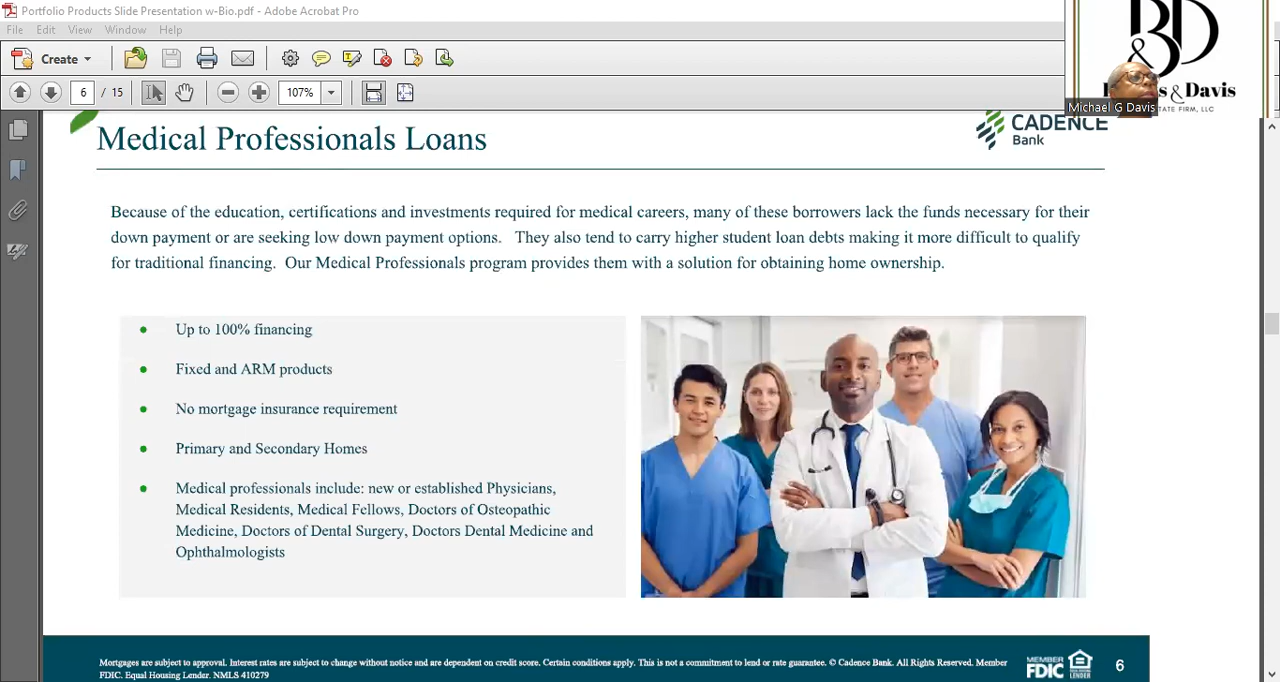 Portfolio Products Slide Presentation w-Bio.pdf - Adobe Acrobat Pro
File Edit View Window Help
Create
6 / 15 107%
B&D
& Davis
Michael G Davis
FIRM, LLC
Medical Professionals Loans
CADENCE
Bank
Because of the education, certifications and investments required for medical careers, many of these borrowers lack the funds necessary for their
down payment or are seeking low down payment options. They also tend to carry higher student loan debts making it more difficult to qualify
for traditional financing. Our Medical Professionals program provides them with a solution for obtaining home ownership.
• Up to 100% financing
• Fixed and ARM products
• No mortgage insurance requirement
• Primary and Secondary Homes
• Medical professionals include: new or established Physicians,
Medical Residents, Medical Fellows, Doctors of Osteopathic
Medicine, Doctors of Dental Surgery, Doctors Dental Medicine and
Ophthalmologists
Mortgages are subject to approval. Interest rates are subject to change without notice and are dependent on credit score. Certain conditions apply. This is not a commitment to lend or rate guarantee. © Cadence Bank. All Rights Reserved. Member
FDIC. Equal Housing Lender. NMLS 410279
MEMBER
FDIC
EQUAL HOUSING
LENDER
6